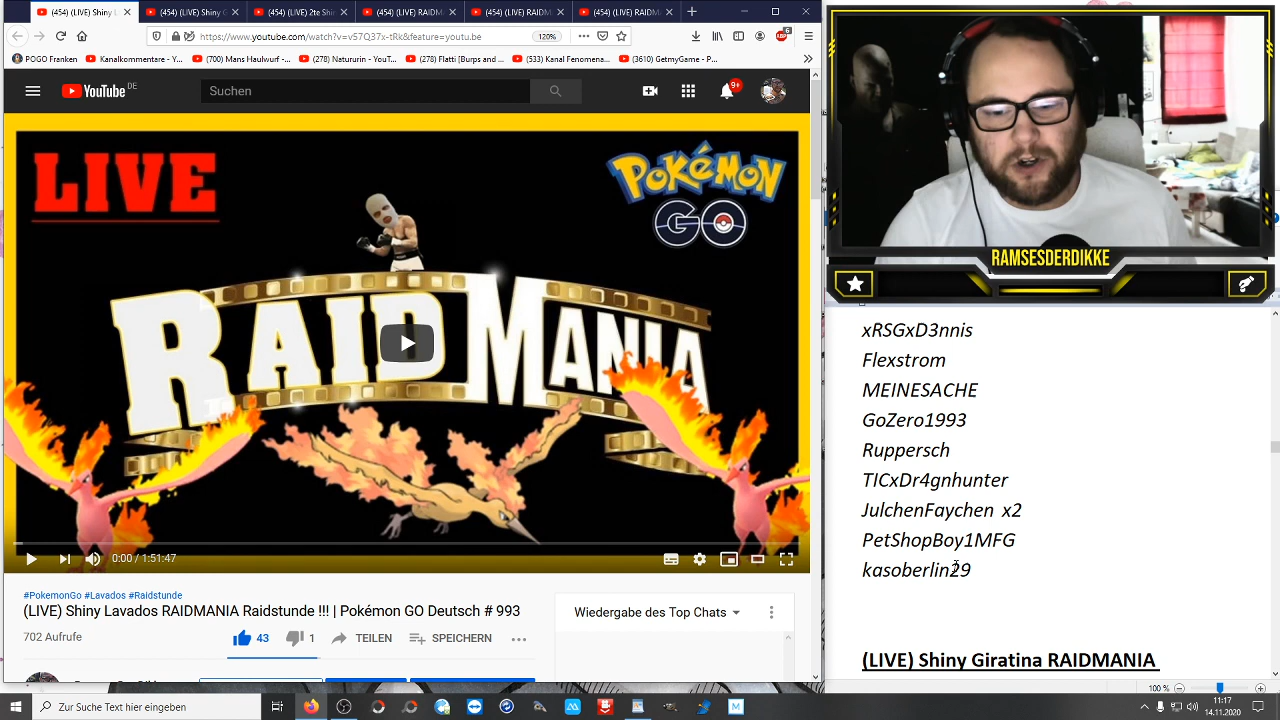 (454) (LIVE) Shiny L
(454) (LIVE) Shiny G
(454) (LIVE) 2te Sh
(454) (LIVE) RAIDM
(454) (LIVE) RAIDM
(454) (LIVE) RAIDM
https://www.youtube.com/watch?v=v57Q37x-tRk&feature=youtu.be
120%
6
POGO Franken
Kanalkommentare - Y...
(700) Mans Haulwurf -...
(278) Natururin - YouT...
(278) Flatti (Burps and ...
(533) Kanal Fenomena...
(3610) GetmyGame - P...
YouTube DE
Suchen
9+
LIVE
POKéMON
GO
RAID MANIA
0:00 / 1:51:47
#PokemonGo #Lavados #Raidstunde
(LIVE) Shiny Lavados RAIDMANIA Raidstunde !!! | Pokémon GO Deutsch # 993
702 Aufrufe
43
1
TEILEN
SPEICHERN
Wiedergabe des Top Chats
RAMSESDERDIKKE
xRSGxD3nnis
Flexstrom
MEINESACHE
GoZero1993
Ruppersch
TICxDr4gnhunter
JulchenFaychen x2
PetShopBoy1MFG
kasoberlin29
(LIVE) Shiny Giratina RAIDMANIA
100 %
Zur Suche Text hier eingeben
11:17
14.11.2020